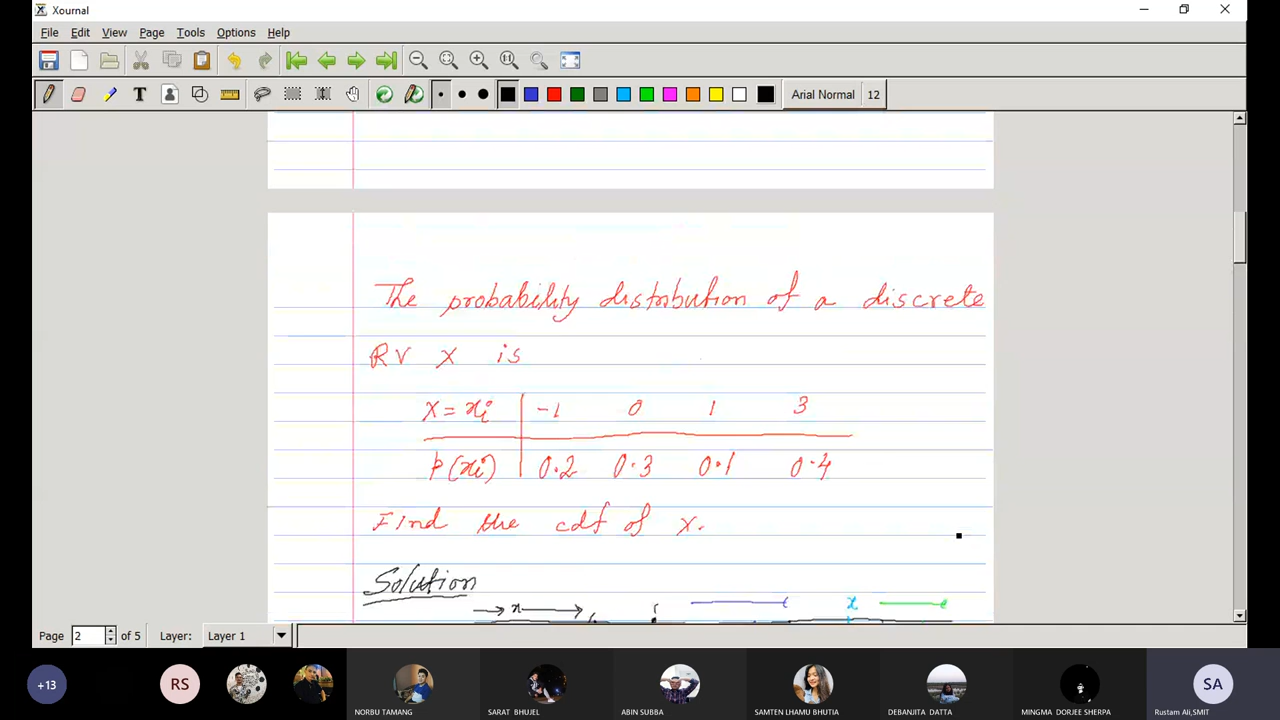 Xournal
File Edit View Page Tools Options Help
T Arial Normal 12
The probability distribution of a discrete
RV X is
X = xi -1 0 1 3
p(xi) 0.2 0.3 0.1 0.4
Find the cdf of X.
Solution
x x
Page 2 of 5 Layer: Layer 1
+13 RS SA
NORBU TAMANG SARAT BHUJEL ABIN SUBBA SAMTEN LHAMU BHUTIA DEBANJITA DATTA MINGMA DORJEE SHERPA Rustam Ali,SMIT